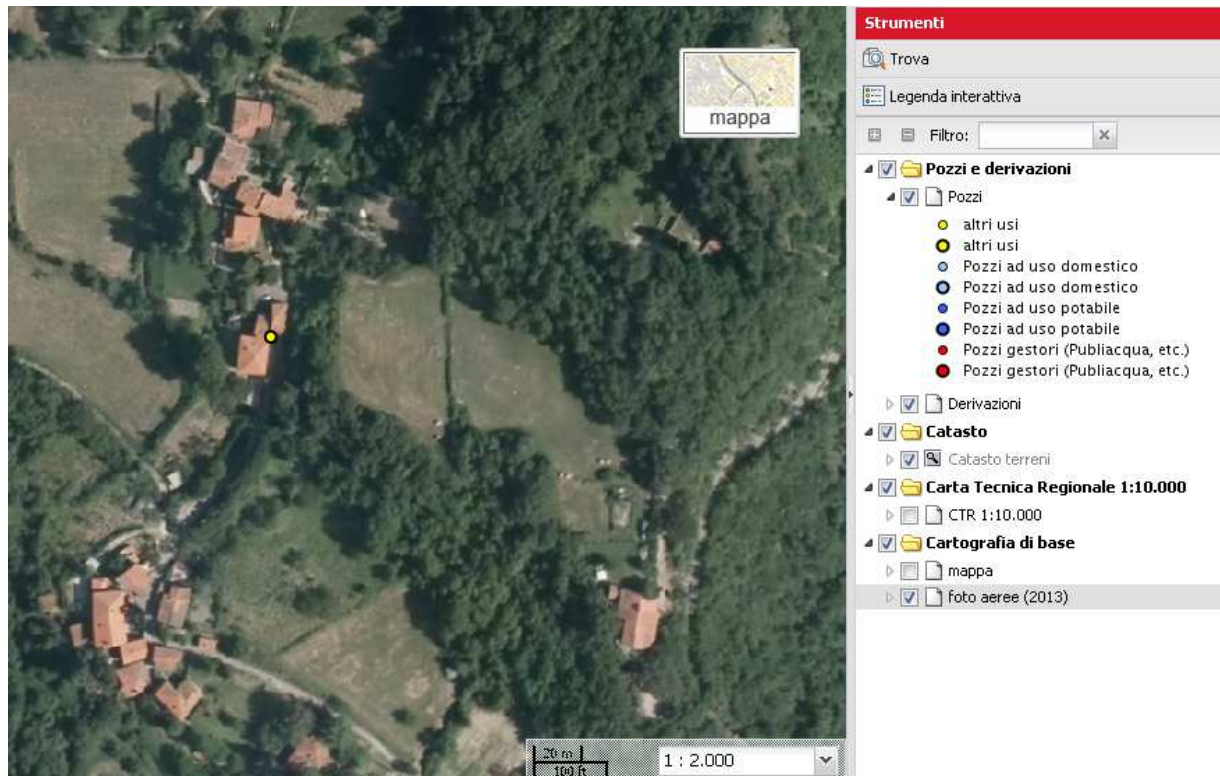 mappa
20 m
100 ft
1 : 2.000
Strumenti
Trova
Legenda interattiva
Filtro:
Pozzi e derivazioni
Pozzi
altri usi
altri usi
Pozzi ad uso domestico
Pozzi ad uso domestico
Pozzi ad uso potabile
Pozzi ad uso potabile
Pozzi gestori (Publiacqua, etc.)
Pozzi gestori (Publiacqua, etc.)
Derivazioni
Catasto
Catasto terreni
Carta Tecnica Regionale 1:10.000
CTR 1:10.000
Cartografia di base
mappa
foto aeree (2013)